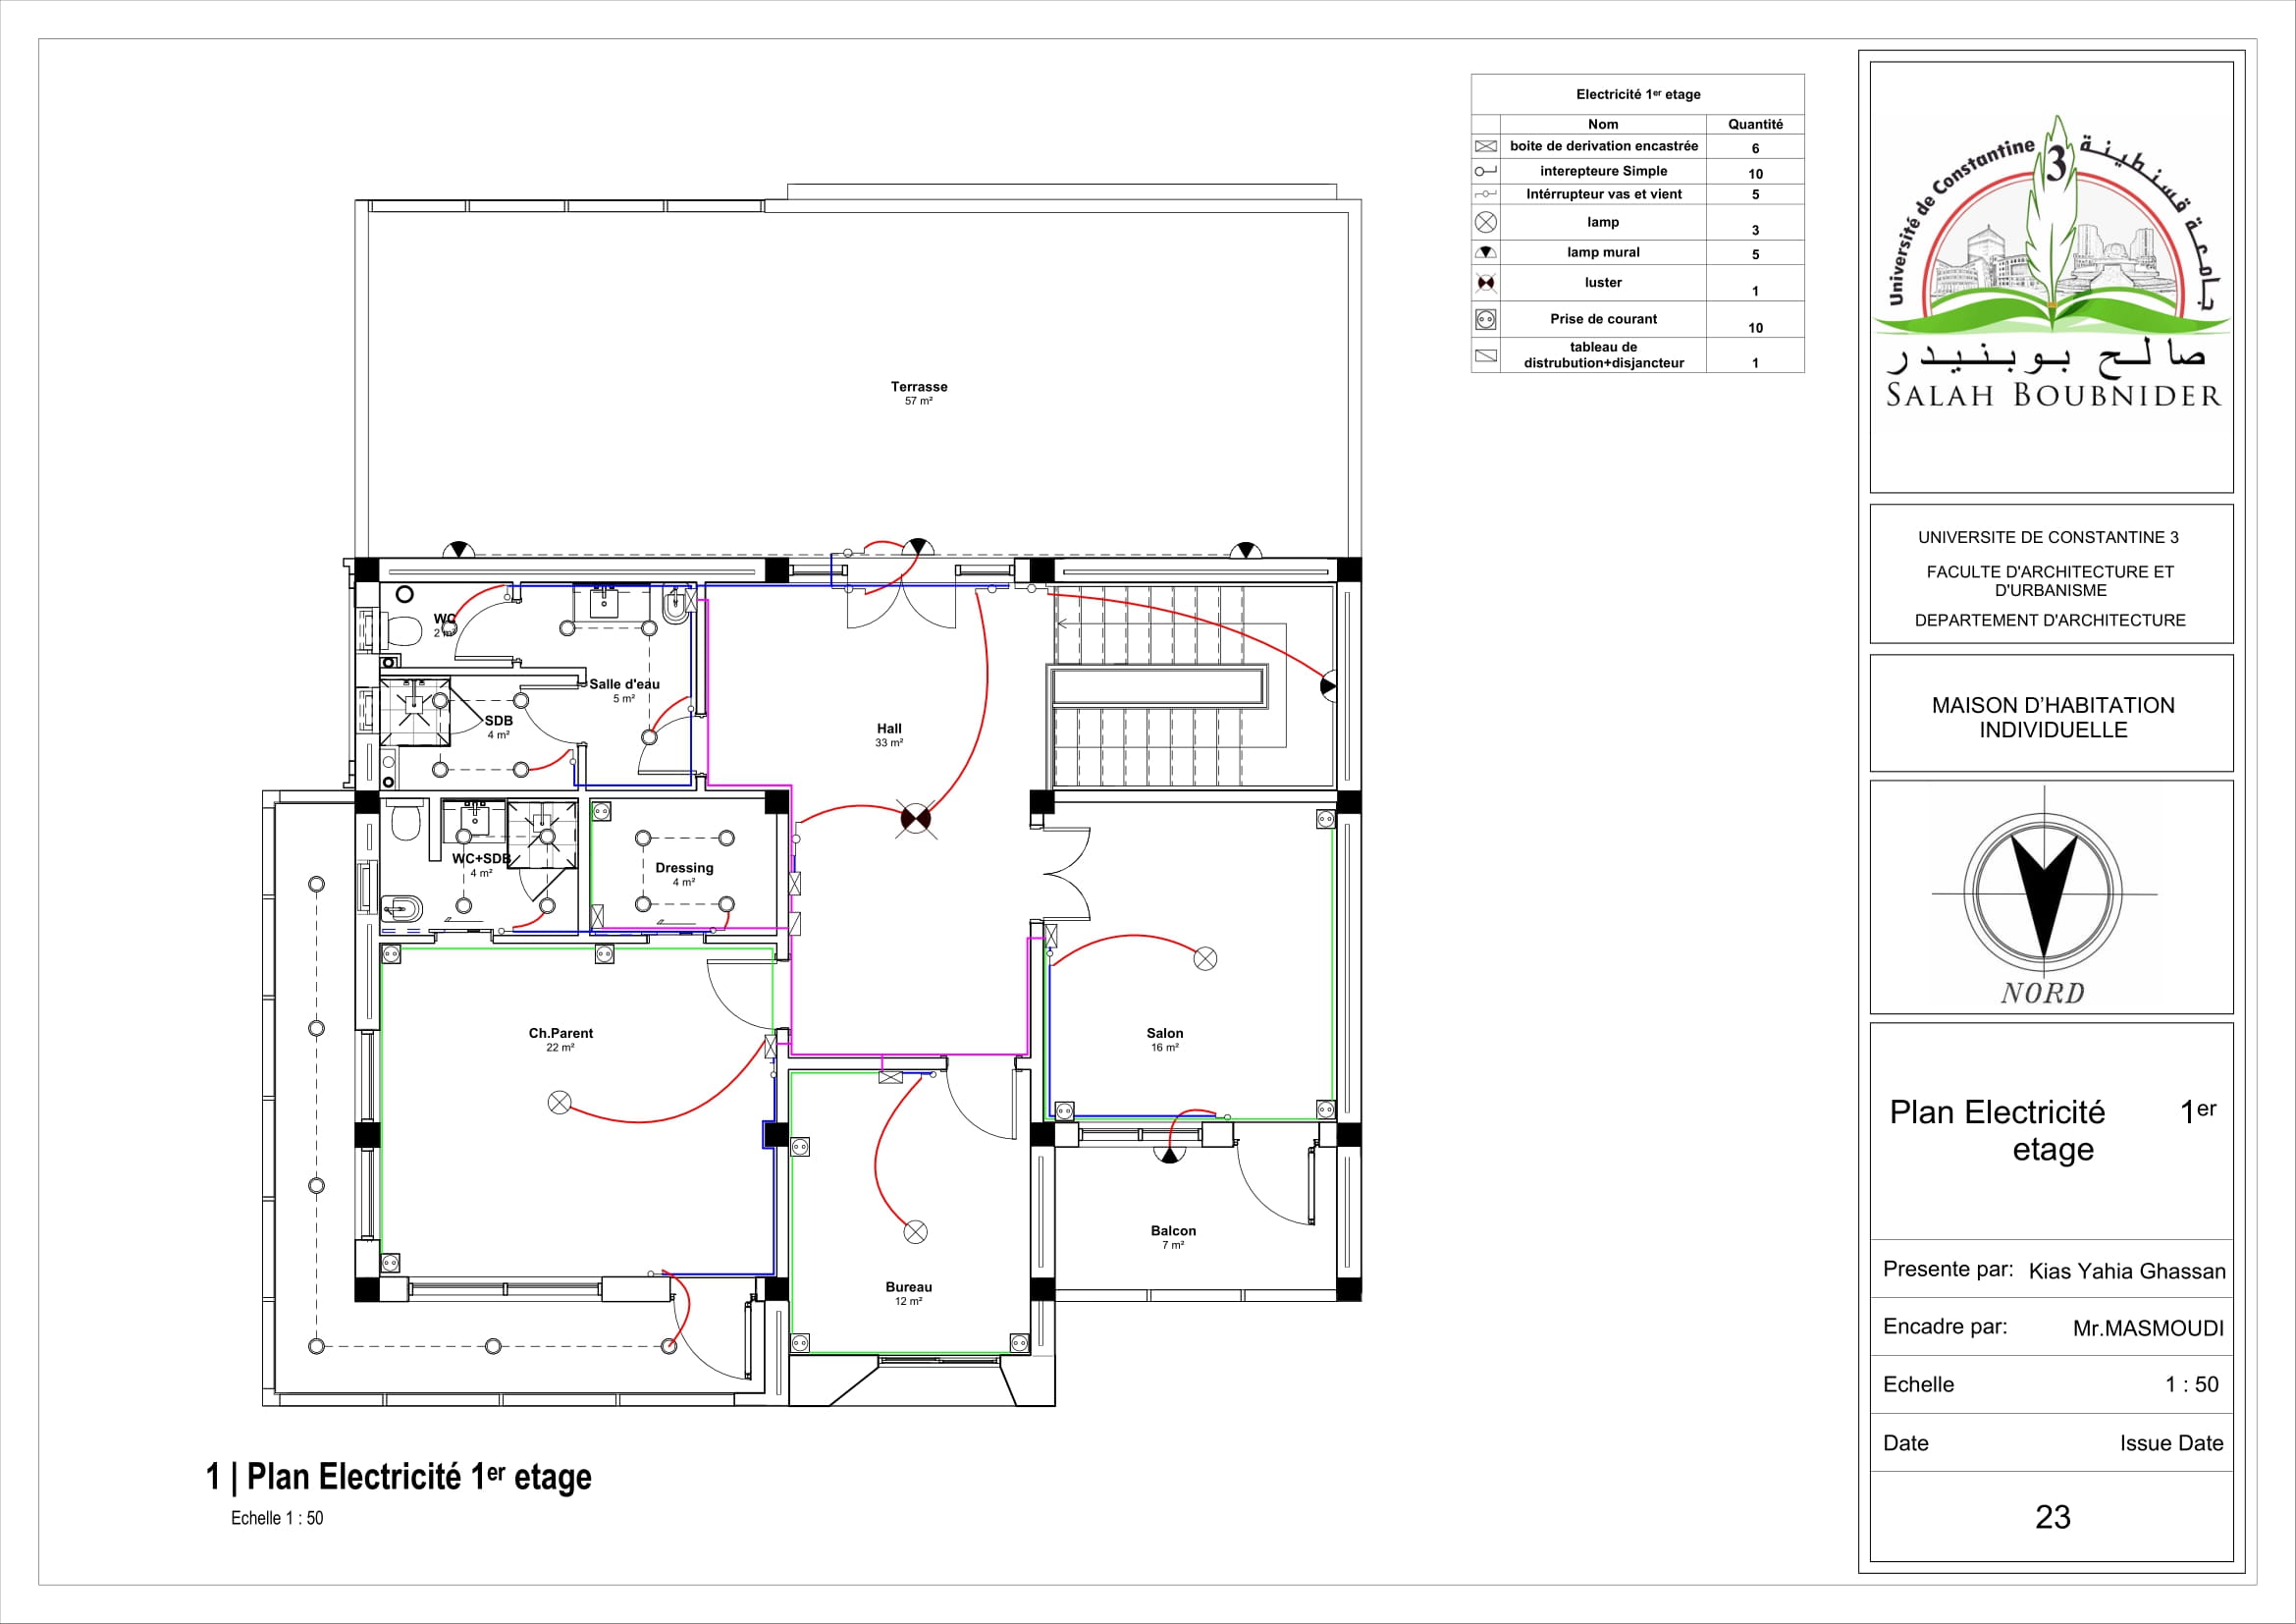 Electricité 1er etage
Nom Quantité
boite de derivation encastrée 6
interepteure Simple 10
Intérrupteur vas et vient 5
lamp 3
lamp mural 5
luster 1
Prise de courant 10
tableau de
distrubution+disjancteur 1
Terrasse
57 m²
WC
2 m²
Salle d'eau
5 m²
SDB
4 m²
Hall
33 m²
WC+SDB
4 m²
Dressing
4 m²
Ch.Parent
22 m²
Salon
16 m²
Balcon
7 m²
Bureau
12 m²
1 | Plan Electricité 1er etage
Echelle 1 : 50
Université de Constantine 3 جامعة قسنطينة
صالح بوبنيدر
SALAH BOUBNIDER
UNIVERSITE DE CONSTANTINE 3
FACULTE D'ARCHITECTURE ET
D'URBANISME
DEPARTEMENT D'ARCHITECTURE
MAISON D'HABITATION
INDIVIDUELLE
NORD
Plan Electricité 1er
etage
Presente par: Kias Yahia Ghassan
Encadre par: Mr.MASMOUDI
Echelle 1 : 50
Date Issue Date
23